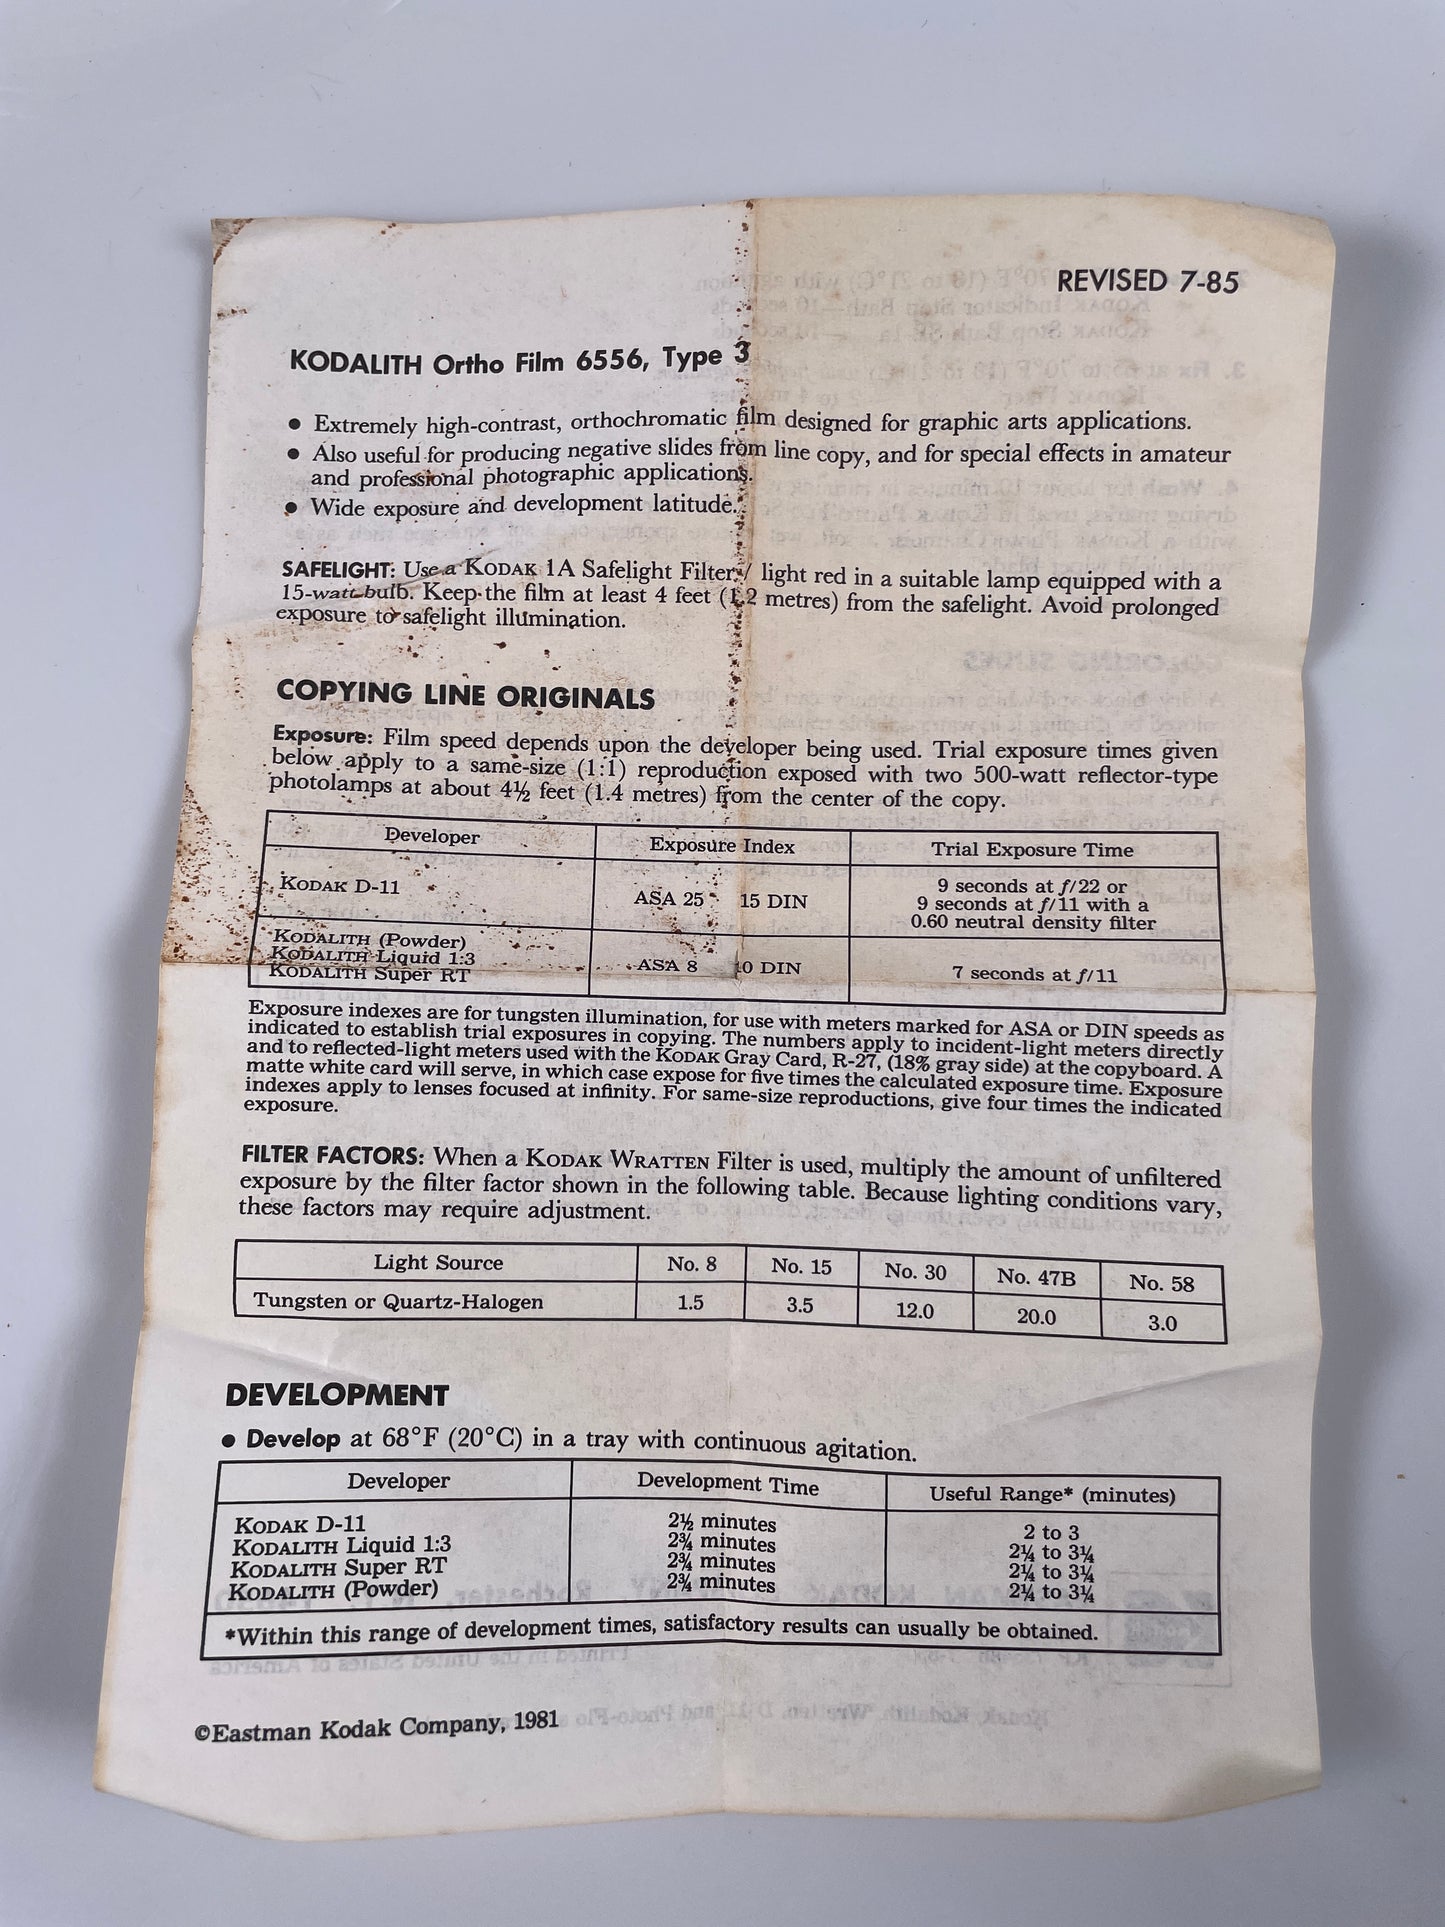 REVISED 7-85
KODALITH Ortho Film 6556, Type 3
● Extremely high-contrast, orthochromatic film designed for graphic arts applications.
● Also useful for producing negative slides from line copy, and for special effects in amateur
and professional photographic applications.
● Wide exposure and development latitude.
SAFELIGHT: Use a KODAK 1A Safelight Filter / light red in a suitable lamp equipped with a
15-watt bulb. Keep the film at least 4 feet (1.2 metres) from the safelight. Avoid prolonged
exposure to safelight illumination.
COPYING LINE ORIGINALS
Exposure: Film speed depends upon the developer being used. Trial exposure times given
below apply to a same-size (1:1) reproduction exposed with two 500-watt reflector-type
photolamps at about 4½ feet (1.4 metres) from the center of the copy.
Developer Exposure Index Trial Exposure Time
KODAK D-11 ASA 25 15 DIN 9 seconds at f/22 or
9 seconds at f/11 with a
0.60 neutral density filter
KODALITH (Powder)
KODALITH Liquid 1:3
KODALITH Super RT ASA 8 10 DIN 7 seconds at f/11
Exposure indexes are for tungsten illumination, for use with meters marked for ASA or DIN speeds as
indicated to establish trial exposures in copying. The numbers apply to incident-light meters directly
and to reflected-light meters used with the KODAK Gray Card, R-27, (18% gray side) at the copyboard. A
matte white card will serve, in which case expose for five times the calculated exposure time. Exposure
indexes apply to lenses focused at infinity. For same-size reproductions, give four times the indicated
exposure.
FILTER FACTORS: When a KODAK WRATTEN Filter is used, multiply the amount of unfiltered
exposure by the filter factor shown in the following table. Because lighting conditions vary,
these factors may require adjustment.
Light Source No. 8 No. 15 No. 30 No. 47B No. 58
Tungsten or Quartz-Halogen 1.5 3.5 12.0 20.0 3.0
DEVELOPMENT
● Develop at 68°F (20°C) in a tray with continuous agitation.
Developer Development Time Useful Range* (minutes)
KODAK D-11 2½ minutes 2 to 3
KODALITH Liquid 1:3 2¾ minutes 2¼ to 3¼
KODALITH Super RT 2¾ minutes 2¼ to 3¼
KODALITH (Powder) 2¾ minutes 2¼ to 3¼
*Within this range of development times, satisfactory results can usually be obtained.
©Eastman Kodak Company, 1981